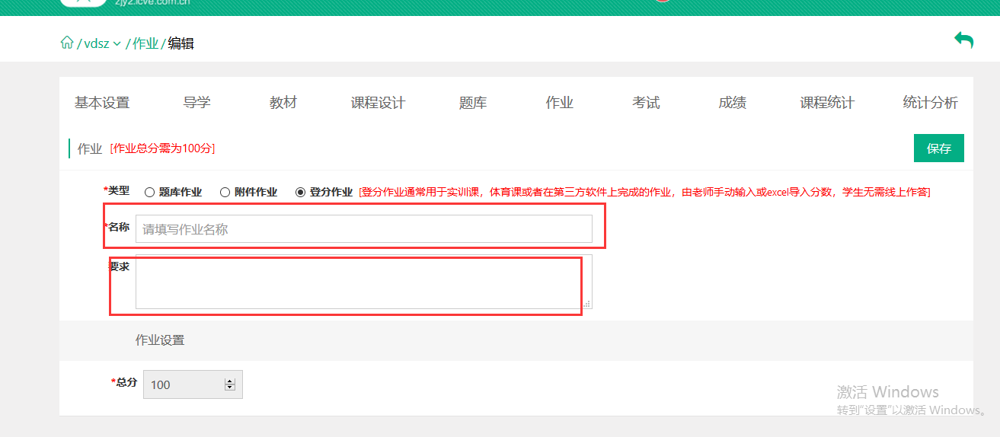 zjy2.icve.com.cn
/ vdsz / 作业 / 编辑
基本设置 导学 教材 课程设计 题库 作业 考试 成绩 课程统计 统计分析
作业 [作业总分需为100分] 保存
*类型 题库作业 附件作业 登分作业 [登分作业通常用于实训课，体育课或者在第三方软件上完成的作业，由老师手动输入或excel导入分数，学生无需线上作答]
*名称 请填写作业名称
要求
作业设置
*总分 100
激活 Windows
转到"设置"以激活 Windows。